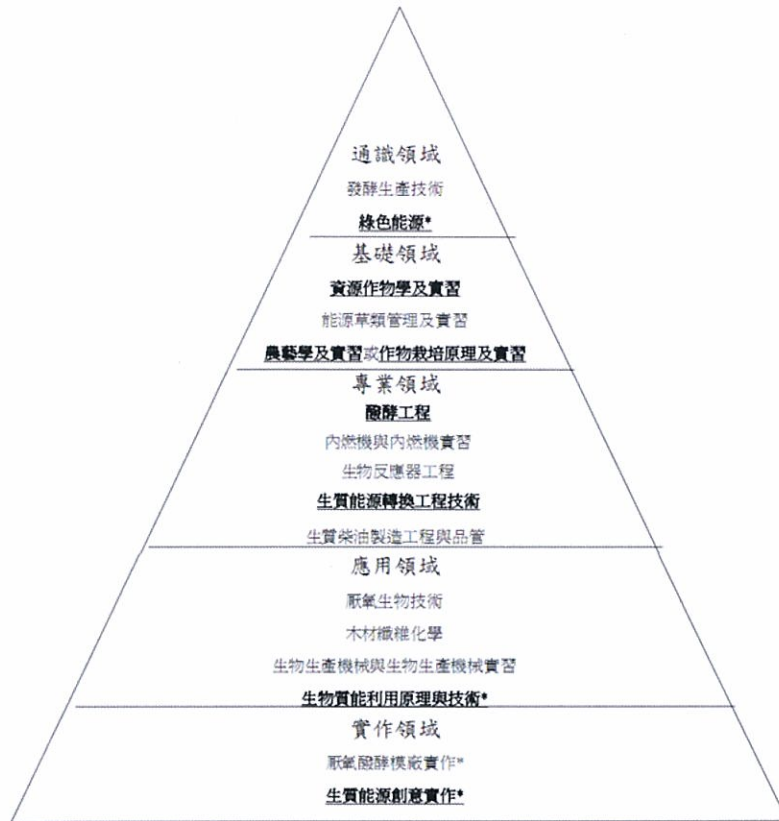 通識領域
發酵生產技術
綠色能源*
基礎領域
資源作物學及實習
能源草類管理及實習
農藝學及實習或作物栽培原理及實習
專業領域
醱酵工程
內燃機與內燃機實習
生物反應器工程
生質能源轉換工程技術
生質柴油製造工程與品管
應用領域
厭氧生物技術
木材纖維化學
生物生產機械與生物生產機械實習
生物質能利用原理與技術*
實作領域
厭氧醱酵模廠實作*
生質能源創意實作*